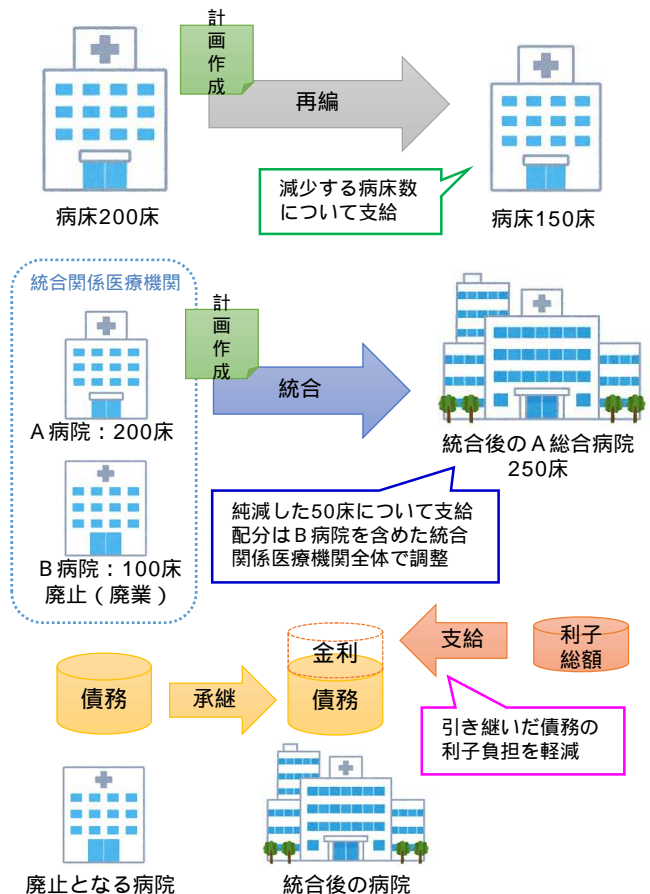 計画作成
再編
減少する病床数
について支給
病床200床
病床150床
統合関係医療機関
計画作成
統合
A病院：200床
統合後のA総合病院
250床
純減した50床について支給
配分はB病院を含めた統合
関係医療機関全体で調整
B病院：100床
廃止（廃業）
債務
承継
金利
債務
支給
利子
総額
引き継いだ債務の
利子負担を軽減
廃止となる病院
統合後の病院